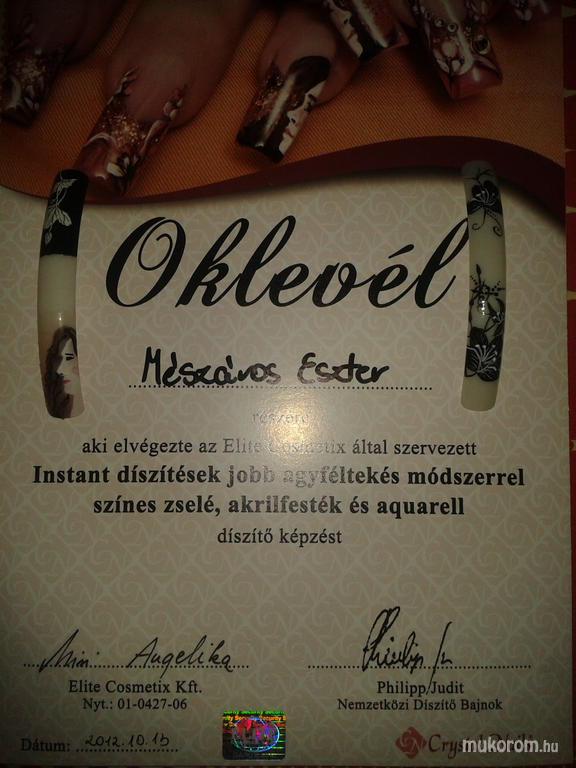 Oklevél
Mészáros Eszter
részére
aki elvégezte az Elite Cosmetix által szervezett
Instant díszítések jobb agyféltekés módszerrel
színes zselé, akrilfesték és aquarell
díszítő képzést
Angelika
Elite Cosmetix Kft.
Nyt.: 01-0427-06
Philipp Judit
Nemzetközi Díszítő Bajnok
Dátum: 2012.10.15
mukorom.hu